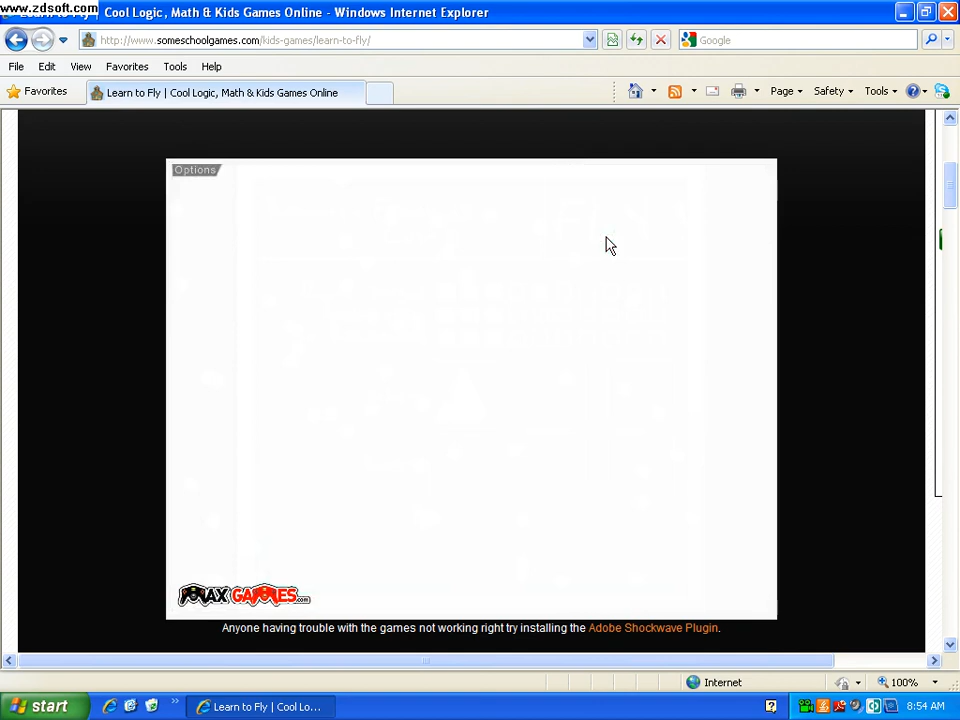 www.zdsoft.com
Cool Logic, Math & Kids Games Online - Windows Internet Explorer
http://www.someschoolgames.com/kids-games/learn-to-fly/
Google
File Edit View Favorites Tools Help
Favorites
Learn to Fly | Cool Logic, Math & Kids Games Online
Page Safety Tools
Options
MAX GAMES.com
Anyone having trouble with the games not working right try installing the Adobe Shockwave Plugin.
Internet
100%
start
Learn to Fly | Cool Lo...
8:54 AM